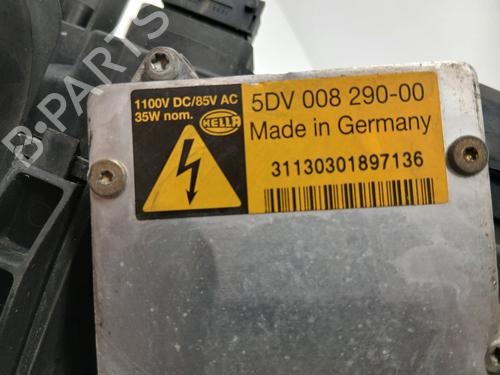 1100V DC/85V AC
35W nom.
HELLA
5DV 008 290-00
Made in Germany
31130301897136
B-PARTS